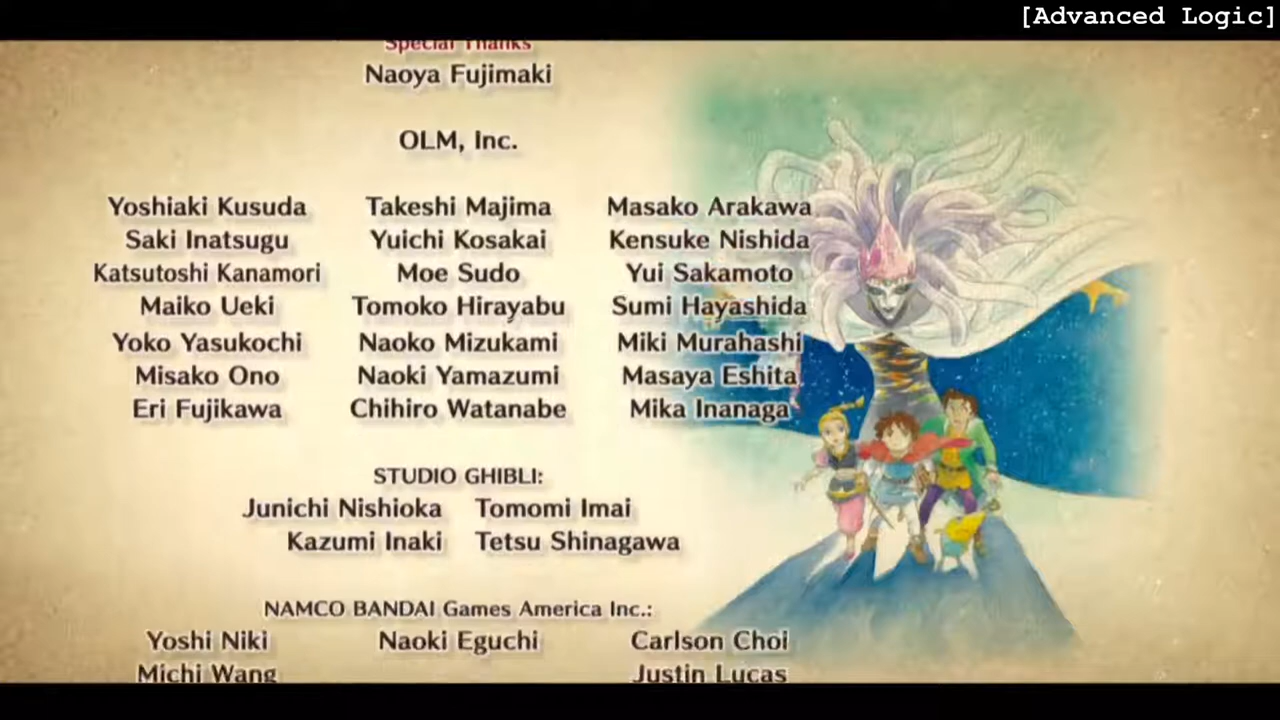 [Advanced Logic]
Special Thanks
Naoya Fujimaki
OLM, Inc.
Yoshiaki Kusuda Takeshi Majima Masako Arakawa
Saki Inatsugu Yuichi Kosakai Kensuke Nishida
Katsutoshi Kanamori Moe Sudo Yui Sakamoto
Maiko Ueki Tomoko Hirayabu Sumi Hayashida
Yoko Yasukochi Naoko Mizukami Miki Murahashi
Misako Ono Naoki Yamazumi Masaya Eshita
Eri Fujikawa Chihiro Watanabe Mika Inanaga
STUDIO GHIBLI:
Junichi Nishioka Tomomi Imai
Kazumi Inaki Tetsu Shinagawa
NAMCO BANDAI Games America Inc.:
Yoshi Niki Naoki Eguchi Carlson Choi
Michi Wang Justin Lucas